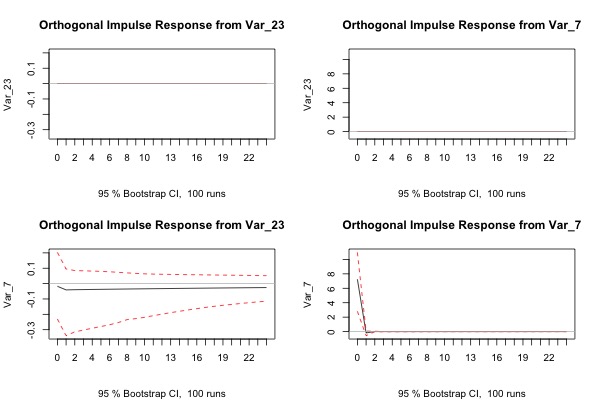 Orthogonal Impulse Response from Var_23
Var_23
-0.3 -0.1 0.1
0 2 4 6 8 10 13 16 19 22
95 % Bootstrap CI, 100 runs
Orthogonal Impulse Response from Var_7
Var_23
0 2 4 6 8
0 2 4 6 8 10 13 16 19 22
95 % Bootstrap CI, 100 runs
Orthogonal Impulse Response from Var_23
Var_7
-0.3 -0.1 0.1
0 2 4 6 8 10 13 16 19 22
95 % Bootstrap CI, 100 runs
Orthogonal Impulse Response from Var_7
Var_7
0 2 4 6 8
0 2 4 6 8 10 13 16 19 22
95 % Bootstrap CI, 100 runs